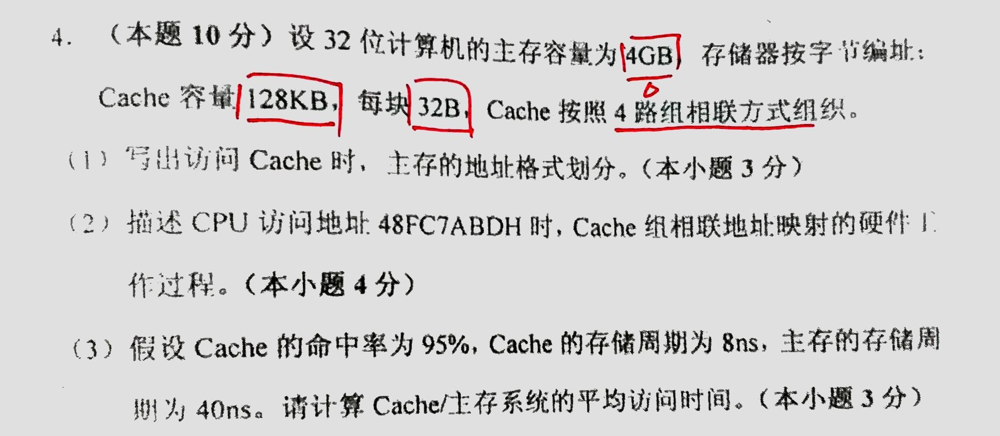 4. （本题 10 分）设 32 位计算机的主存容量为 4GB， 存储器按字节编址；
Cache 容量 128KB， 每块 32B， Cache 按照 4 路组相联方式组织。
（1）写出访问 Cache 时，主存的地址格式划分。（本小题 3 分）
（2）描述 CPU 访问地址 48FC7ABDH 时，Cache 组相联地址映射的硬件工
作过程。（本小题 4 分）
（3）假设 Cache 的命中率为 95%，Cache 的存储周期为 8ns，主存的存储周
期为 40ns。请计算 Cache/主存系统的平均访问时间。（本小题 3 分）